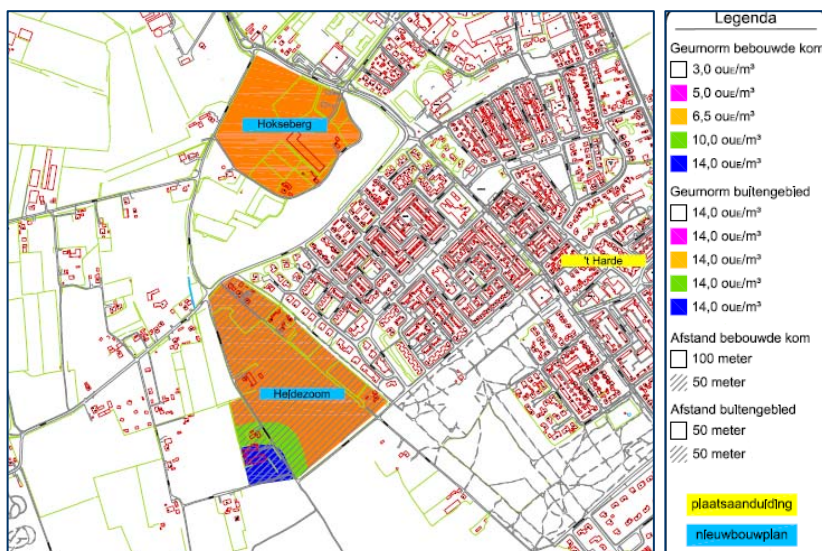 Hokseberg
't Harde
Heidezoom
Legenda
Geurnorm bebouwde kom
3,0 ouE/m³
5,0 ouE/m³
6,5 ouE/m³
10,0 ouE/m³
14,0 ouE/m³
Geurnorm buitengebied
14,0 ouE/m³
14,0 ouE/m³
14,0 ouE/m³
14,0 ouE/m³
14,0 ouE/m³
Afstand bebouwde kom
100 meter
50 meter
Afstand buitengebied
50 meter
50 meter
plaatsaanduiding
nieuwbouwplan